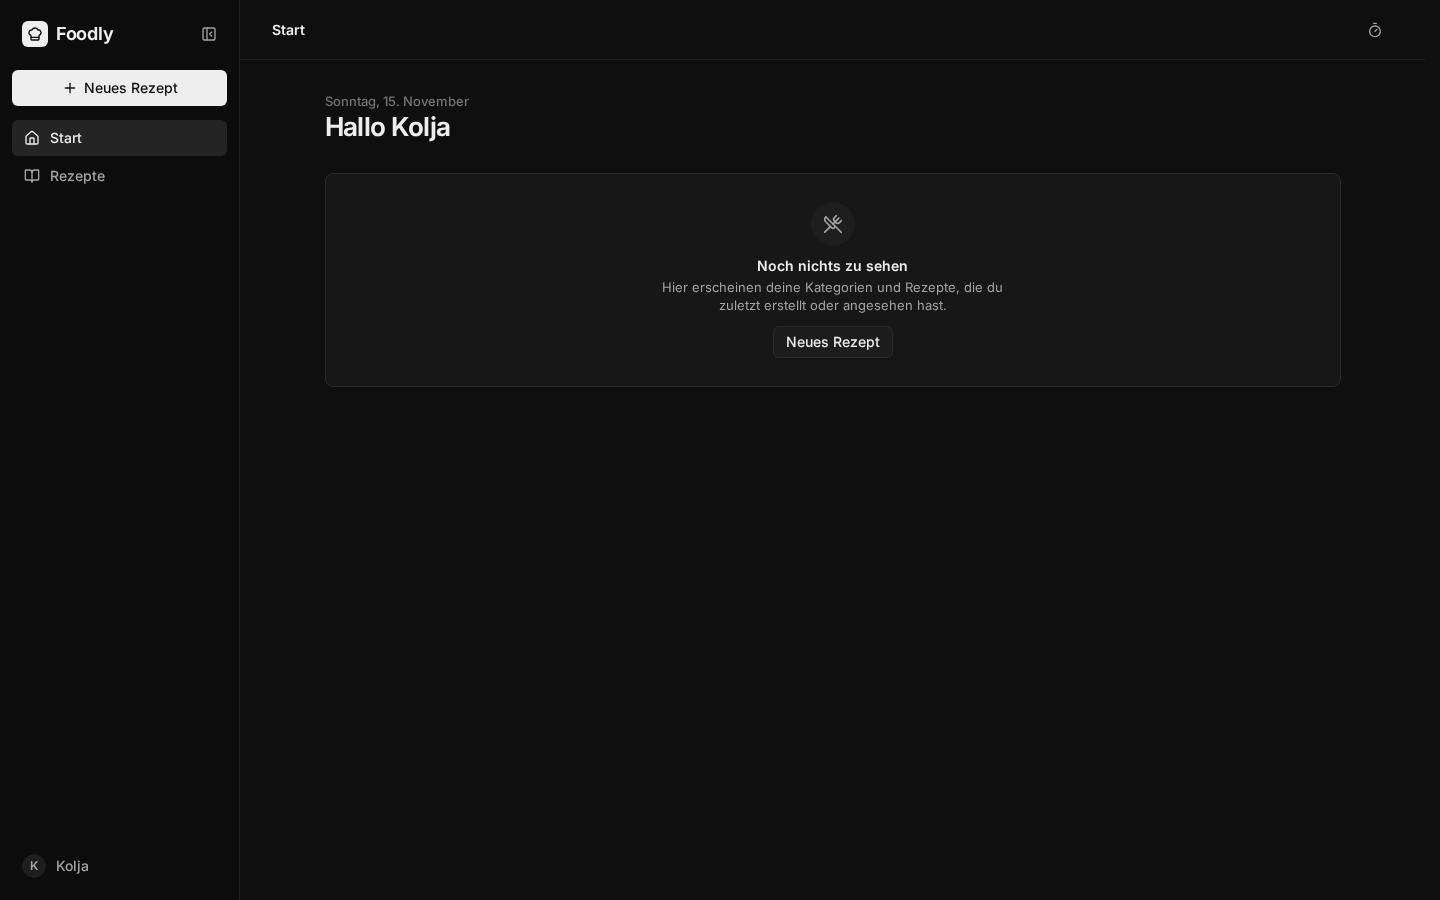 Foodly
Neues Rezept
Start
Rezepte
Kolja
K
Start
Sonntag, 15. November
Hallo Kolja
Noch nichts zu sehen
Hier erscheinen deine Kategorien und Rezepte, die du
zuletzt erstellt oder angesehen hast.
Neues Rezept